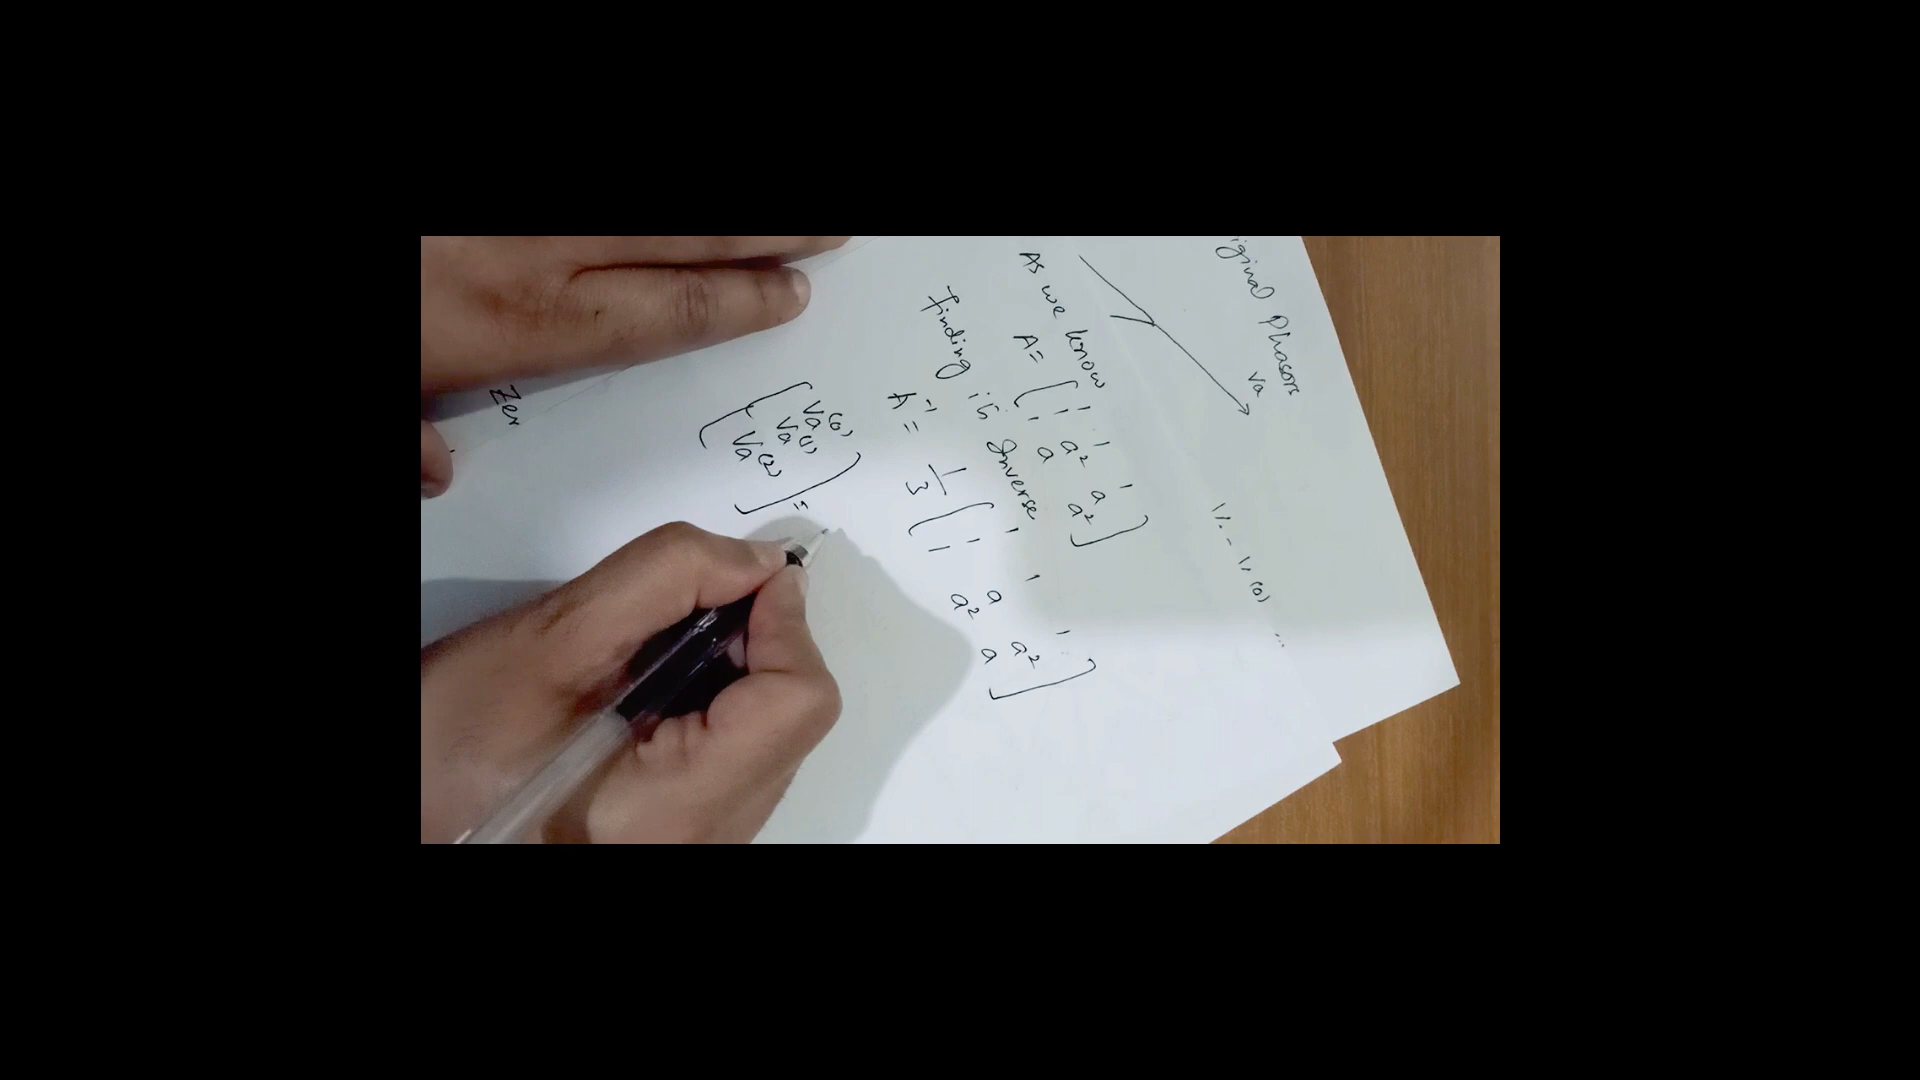 iginal Phasors
Va
As we know
A = [ 1 1 1
1 a² a
1 a a² ]
Finding its Inverse
A⁻¹ = 1/3 [ 1 1 1
1 a a²
1 a² a ]
[ Va(0)
Va(1)
Va(2) ] =
Zer